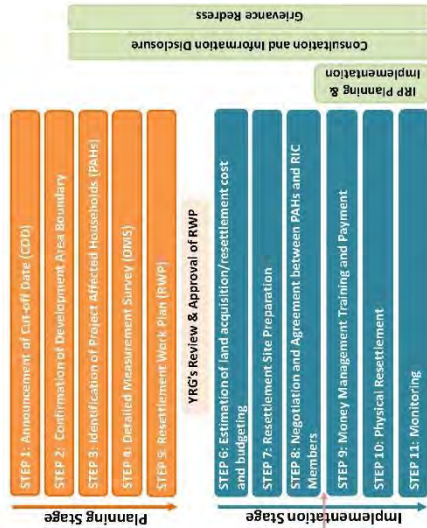 Planning Stage
STEP 1: Announcement of Cut-off Date (COD)
STEP 2: Confirmation of Development Area Boundary
STEP 3: Identification of Project Affected Households (PAHs)
STEP 4: Detailed Measurement Survey (DMS)
STEP 5: Resettlement Work Plan (RWP)
YRG's Review & Approval of RWP
Implementation Stage
STEP 6: Estimation of land acquisition/resettlement cost
and budgeting
STEP 7: Resettlement Site Preparation
STEP 8: Negotiation and Agreement between PAHs and RIC
Members
STEP 9: Money Management Training and Payment
STEP 10: Physical Resettlement
STEP 11: Monitoring
IRP Planning &
Implementation
Consultation and Information Disclosure
Grievance Redress